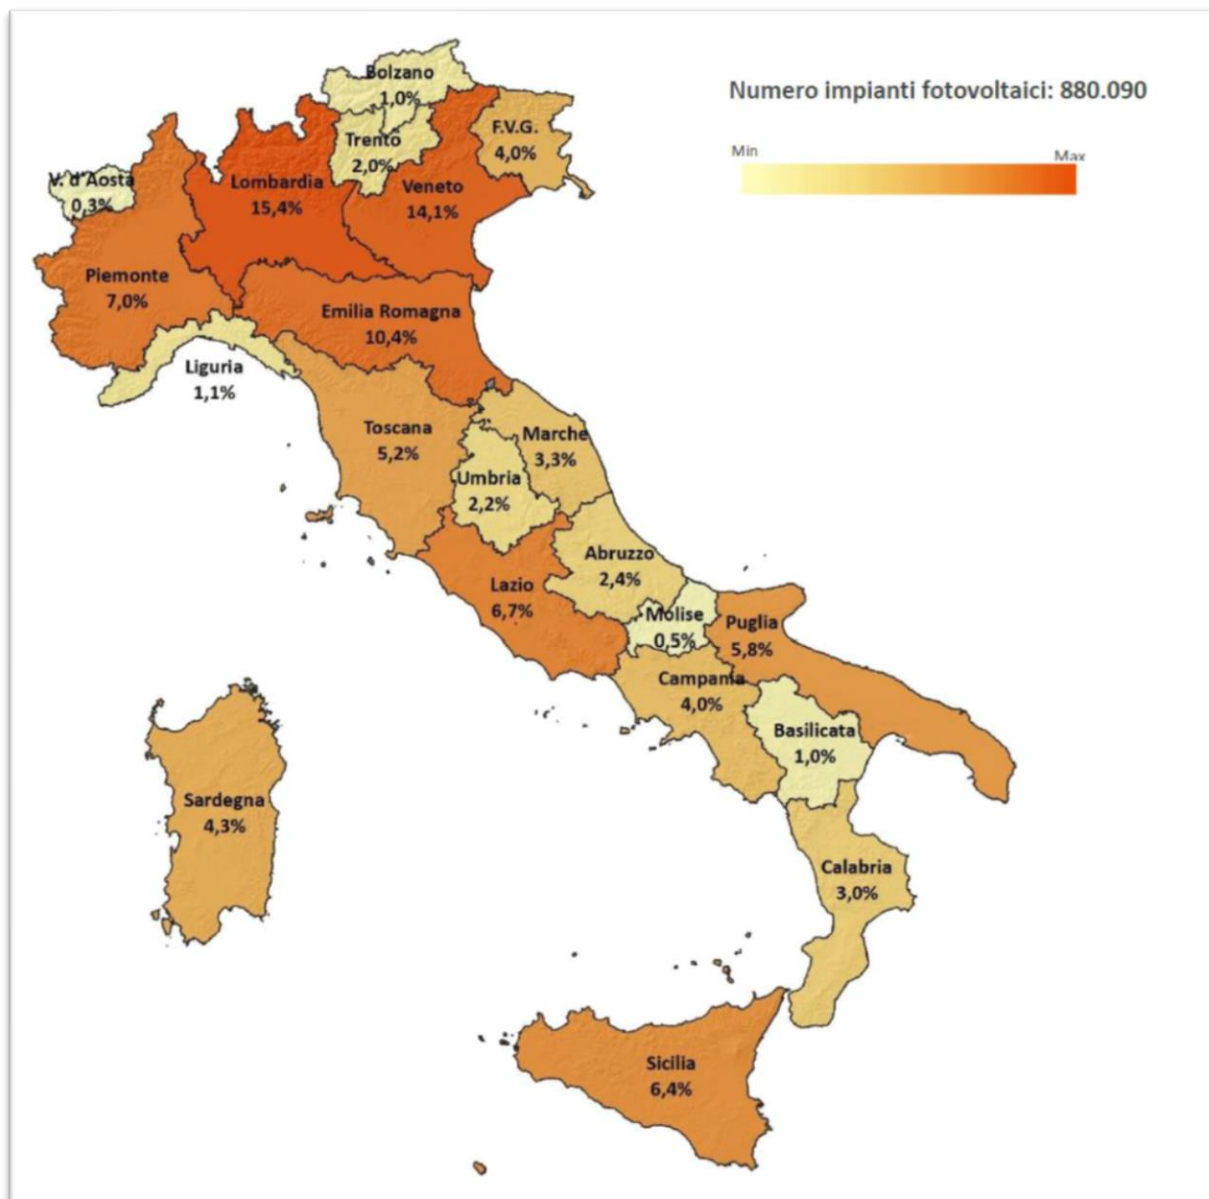 Numero impianti fotovoltaici: 880.090
Min
Max
Bolzano
1,0%
Trento
2,0%
F.V.G.
4,0%
V. d'Aosta
0,3%
Lombardia
15,4%
Veneto
14,1%
Piemonte
7,0%
Emilia Romagna
10,4%
Liguria
1,1%
Toscana
5,2%
Marche
3,3%
Umbria
2,2%
Abruzzo
2,4%
Lazio
6,7%
Molise
0,5%
Puglia
5,8%
Campania
4,0%
Basilicata
1,0%
Sardegna
4,3%
Calabria
3,0%
Sicilia
6,4%